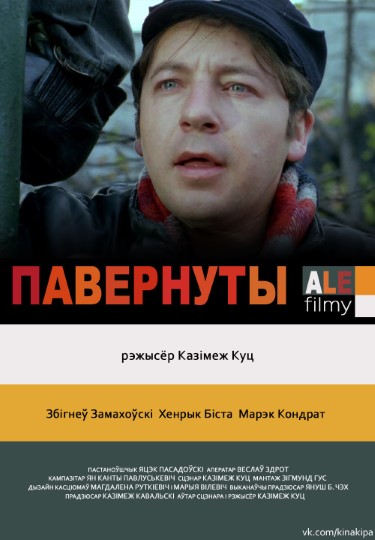 ПАВЕРНУТЫ
ALE
filmy
рэжысёр Казімеж Куц
Збігнеў Замахоўскі Хенрык Біста Марэк Кондрат
ПАСТАНОЎШЧЫК ЯЦЭК ПАСАДОЎСКІ АПЕРАТАР ВЕСЛАЎ ЗДРОТ
КАМПАЗІТАР ЯН КАНТЫ ПАЎЛУСЬКЕВІЧ СЦЭНАР КАЗІМЕЖ КУЦ МАНТАЖ ЗІГМУНД ГУС
ДЫЗАЙН КАСЦЮМАЎ МАГДАЛЕНА РУТКІЕВІЧ І МАРЫЯ ВІЛЕВІЧ ВЫКАНАЎЧЫ ПРАДЗЮСАР ЯНУШ Б. ЧЭХ
ПРАДЗЮСАР КАЗІМЕЖ КАВАЛЬСКІ АЎТАР СЦЭНАРА І РЭЖЫСЁР КАЗІМЕЖ КУЦ
vk.com/kinakipa